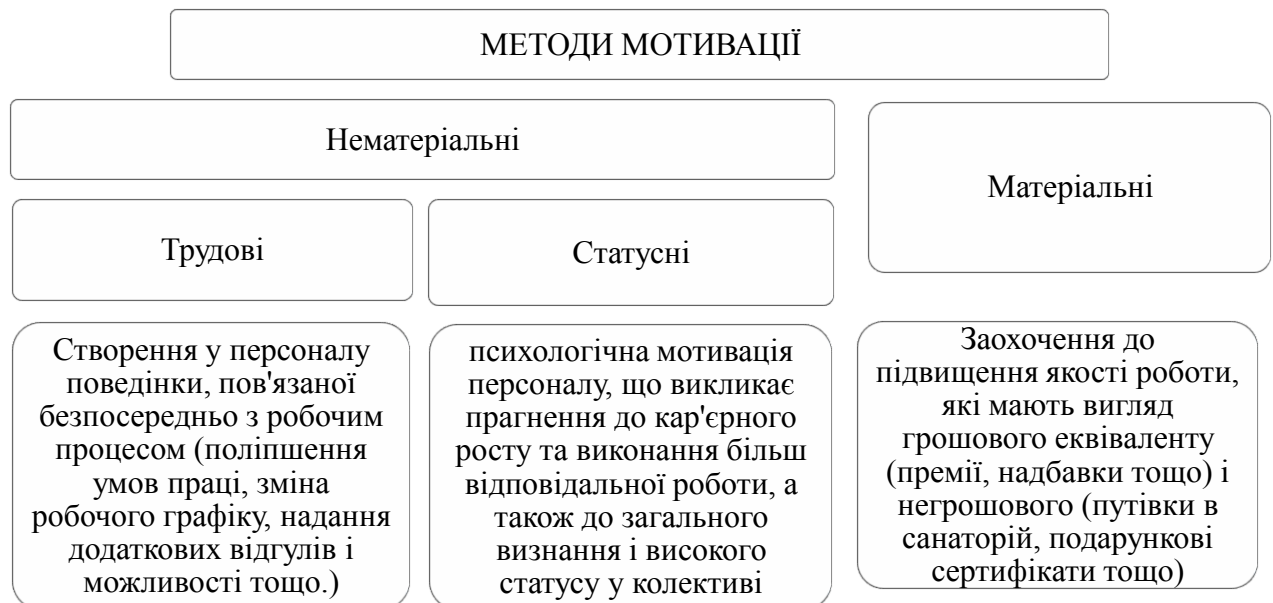 МЕТОДИ МОТИВАЦІЇ
Нематеріальні
Матеріальні
Трудові
Статусні
Створення у персоналу
поведінки, пов'язаної
безпосередньо з робочим
процесом (поліпшення
умов праці, зміна
робочого графіку, надання
додаткових відгулів і
можливості тощо.)
психологічна мотивація
персоналу, що викликає
прагнення до кар'єрного
росту та виконання більш
відповідальної роботи, а
також до загального
визнання і високого
статусу у колективі
Заохочення до
підвищення якості роботи,
які мають вигляд
грошового еквіваленту
(премії, надбавки тощо) і
негрошового (путівки в
санаторій, подарункові
сертифікати тощо)